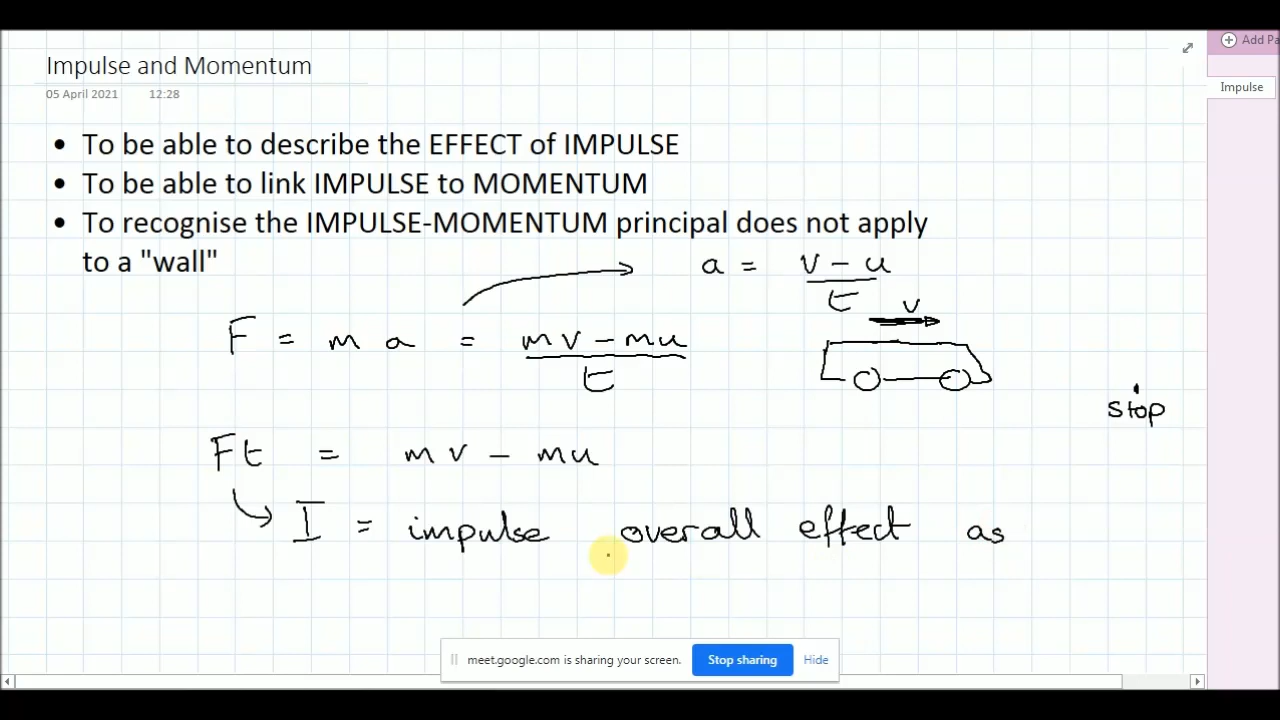 Add Pa
Impulse and Momentum
05 April 2021 12:28
Impulse
• To be able to describe the EFFECT of IMPULSE
• To be able to link IMPULSE to MOMENTUM
• To recognise the IMPULSE-MOMENTUM principal does not apply
to a "wall"
a = v - u
t
v
F = m a = mv - mu
t
stop
Ft = mv - mu
I = impulse overall effect as
meet.google.com is sharing your screen. Stop sharing Hide